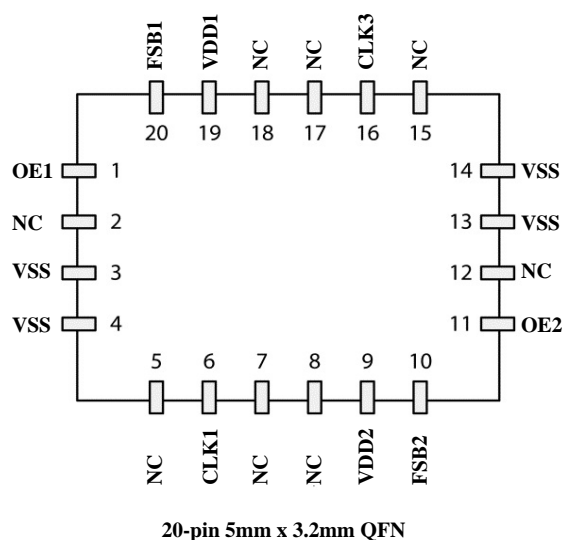 FSB1 VDD1 NC NC CLK3 NC
20 19 18 17 16 15
OE1 1 14 VSS
NC 2 13 VSS
VSS 3 12 NC
VSS 4 11 OE2
5 6 7 8 9 10
NC CLK1 NC NC VDD2 FSB2
20-pin 5mm x 3.2mm QFN